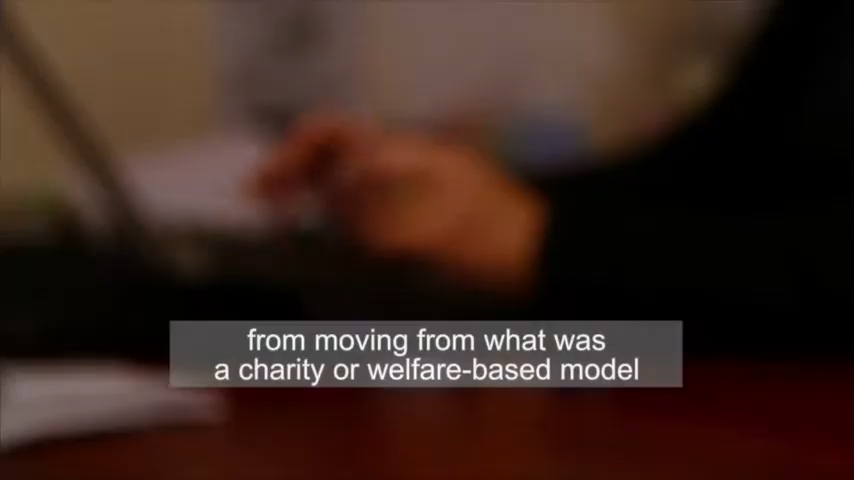 from moving from what was
a charity or welfare-based model